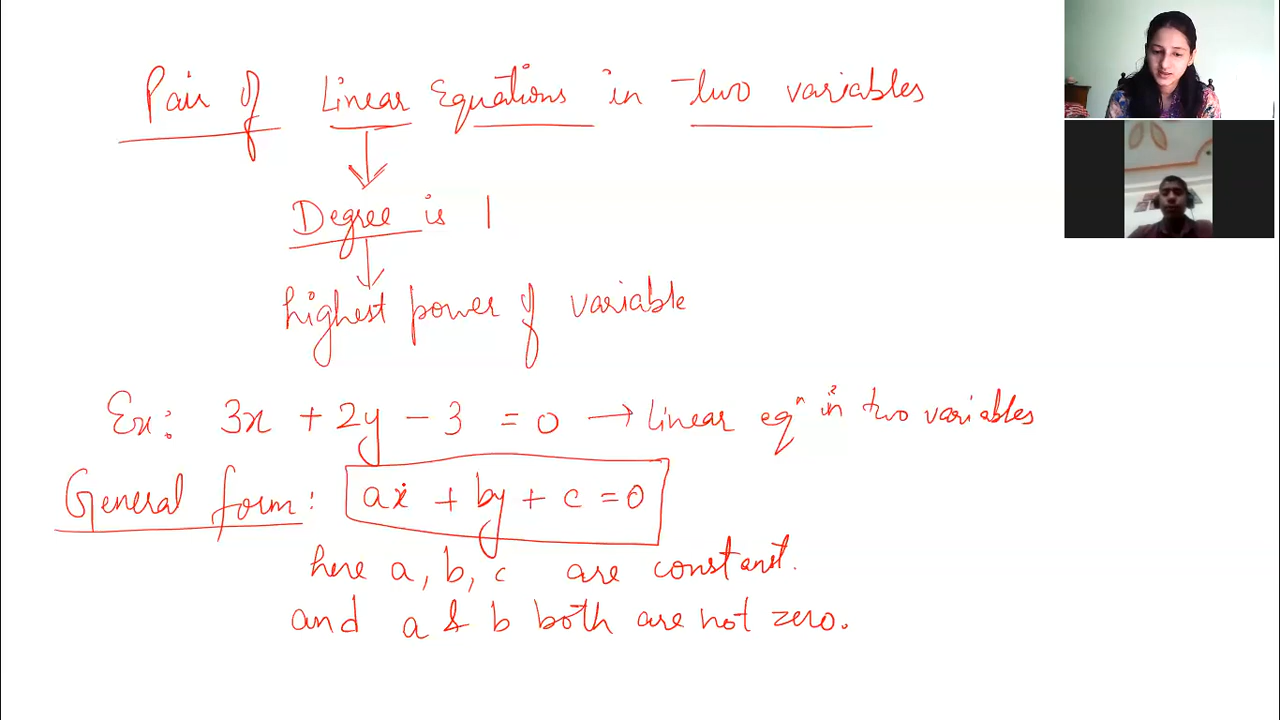 Pair of Linear Equations in two variables
Degree is 1
highest power of variable
Ex: 3x + 2y - 3 = 0 → linear eqⁿ in two variables
General form: ax + by + c = 0
here a, b, c are constant.
and a & b both are not zero.